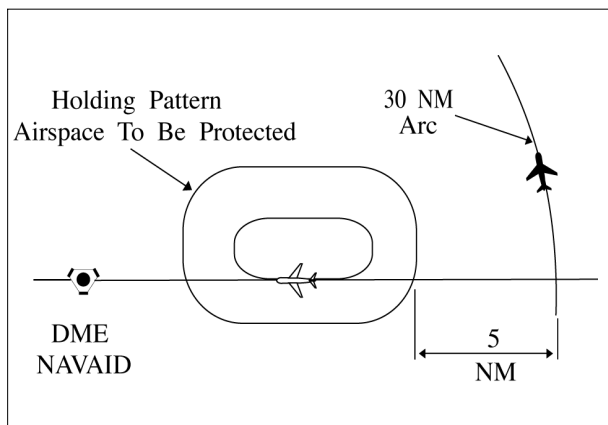 Holding Pattern
Airspace To Be Protected
30 NM
Arc
DME
NAVAID
5
NM